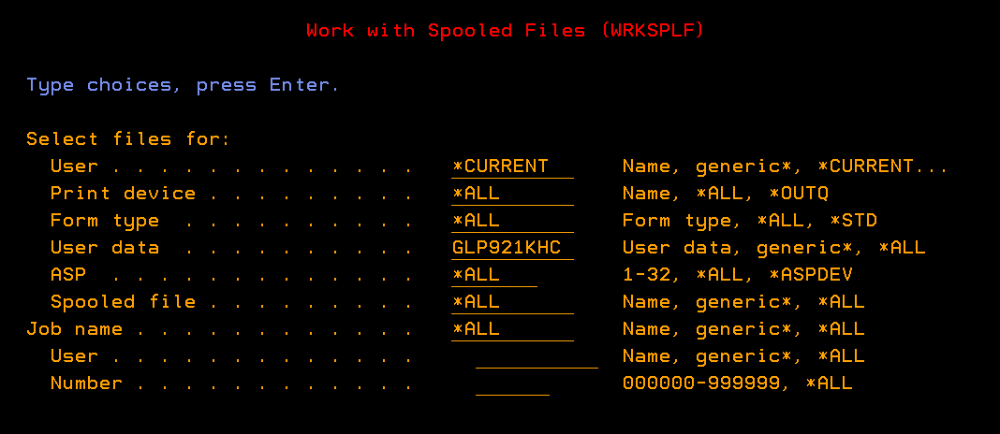 Work with Spooled Files (WRKSPLF)
Type choices, press Enter.
Select files for:
User . . . . . . . . . . . . . *CURRENT Name, generic*, *CURRENT...
Print device . . . . . . . . . *ALL Name, *ALL, *OUTQ
Form type . . . . . . . . . . *ALL Form type, *ALL, *STD
User data . . . . . . . . . . GLP921KHC User data, generic*, *ALL
ASP . . . . . . . . . . . . . *ALL 1-32, *ALL, *ASPDEV
Spooled file . . . . . . . . . *ALL Name, generic*, *ALL
Job name . . . . . . . . . . . . *ALL Name, generic*, *ALL
User . . . . . . . . . . . . . Name, generic*, *ALL
Number . . . . . . . . . . . . 000000-999999, *ALL